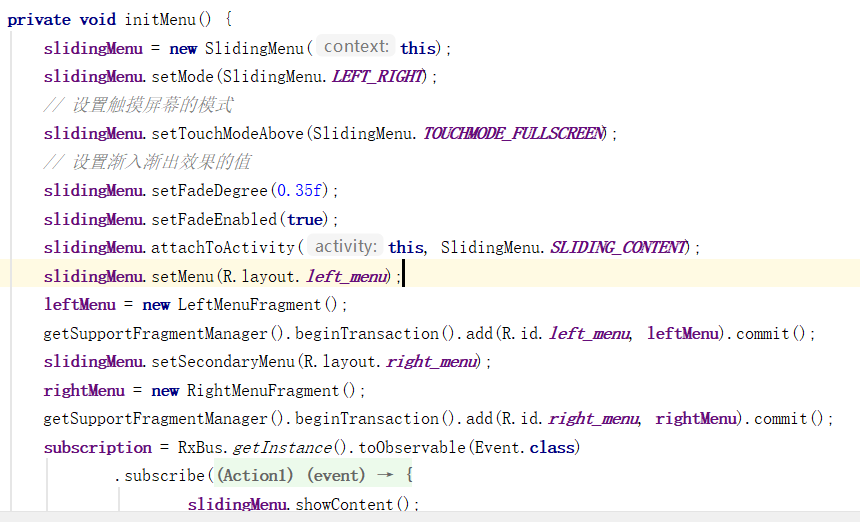 private void initMenu() {
slidingMenu = new SlidingMenu( context: this);
slidingMenu.setMode(SlidingMenu.LEFT_RIGHT);
// 设置触摸屏幕的模式
slidingMenu.setTouchModeAbove(SlidingMenu.TOUCHMODE_FULLSCREEN);
// 设置渐入渐出效果的值
slidingMenu.setFadeDegree(0.35f);
slidingMenu.setFadeEnabled(true);
slidingMenu.attachToActivity( activity: this, SlidingMenu.SLIDING_CONTENT);
slidingMenu.setMenu(R.layout.left_menu);
leftMenu = new LeftMenuFragment();
getSupportFragmentManager().beginTransaction().add(R.id.left_menu, leftMenu).commit();
slidingMenu.setSecondaryMenu(R.layout.right_menu);
rightMenu = new RightMenuFragment();
getSupportFragmentManager().beginTransaction().add(R.id.right_menu, rightMenu).commit();
subscription = RxBus.getInstance().toObservable(Event.class)
.subscribe((Action1) (event) → {
slidingMenu.showContent();